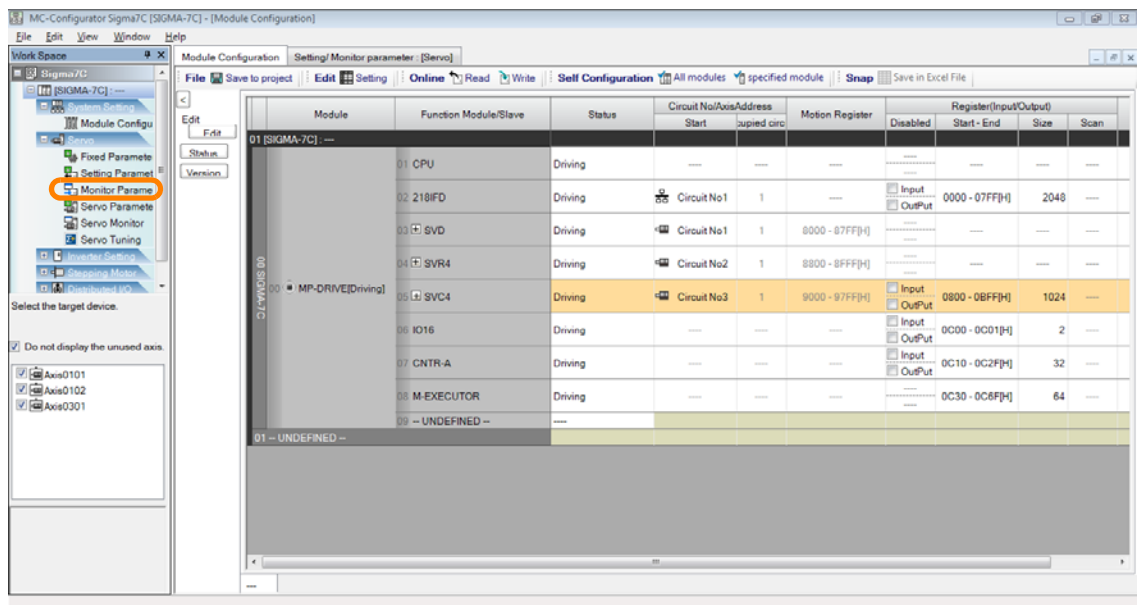 MC-Configurator Sigma7C [SIGMA-7C] - [Module Configuration]
File Edit View Window Help
Work Space
Sigma7C
[SIGMA-7C] : ---
System Setting
Module Configu
Servo
Fixed Paramete
Setting Paramet
Monitor Parame
Servo Paramete
Servo Monitor
Servo Tuning
Inverter Setting
Stepping Motor
Distributed I/O
Select the target device.
Do not display the unused axis.
Axis0101
Axis0102
Axis0301
Module Configuration Setting/ Monitor parameter : [Servo]
File Save to project Edit Setting Online Read Write Self Configuration All modules specified module Snap Save in Excel File
<
Edit
Edit
Status
Version
Module Function Module/Slave Status Circuit No/AxisAddress Motion Register Register(Input/Output)
Start cupied circ Disabled Start - End Size Scan
01 [SIGMA-7C] : ---
00 SIGMA-7C
00 MP-DRIVE[Driving]
01 CPU Driving ---- ---- ---- ---- ---- ---- ----
02 218IFD Driving Circuit No1 1 ---- Input OutPut 0000 - 07FF[H] 2048 ----
03 + SVD Driving Circuit No1 1 8000 - 87FF[H] ---- ---- ---- ----
04 + SVR4 Driving Circuit No2 1 8800 - 8FFF[H] ---- ---- ---- ----
05 + SVC4 Driving Circuit No3 1 9000 - 97FF[H] Input OutPut 0800 - 0BFF[H] 1024 ----
06 IO16 Driving ---- ---- ---- Input OutPut 0C00 - 0C01[H] 2 ----
07 CNTR-A Driving ---- ---- ---- Input OutPut 0C10 - 0C2F[H] 32 ----
08 M-EXECUTOR Driving ---- ---- ---- ---- 0C30 - 0C6F[H] 64 ----
09 -- UNDEFINED -- ----
01 -- UNDEFINED --
---